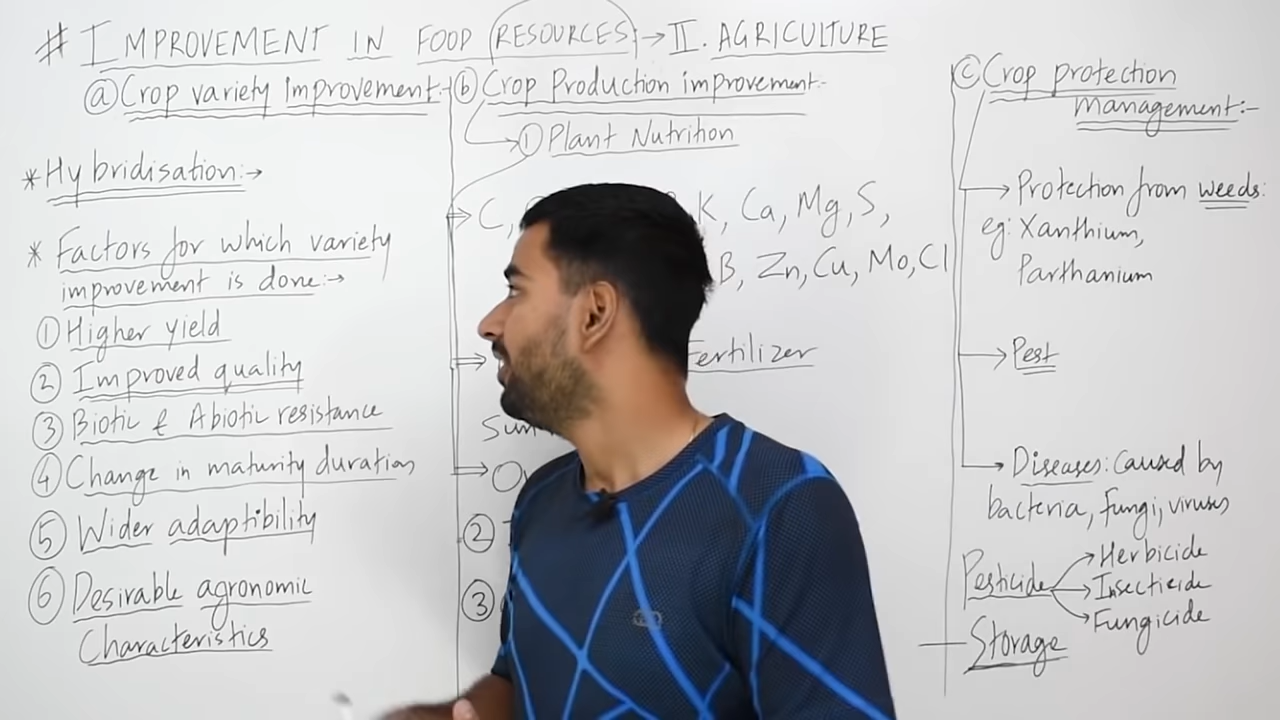 # IMPROVEMENT IN FOOD RESOURCES → II. AGRICULTURE
ⓐ Crop variety improvement:-
* Hybridisation:→
* Factors for which variety
improvement is done:→
① Higher yield
② Improved quality
③ Biotic & Abiotic resistance
④ Change in maturity duration
⑤ Wider adaptibility
⑥ Desirable agronomic
Characteristics
ⓑ Crop Production improvement:-
① Plant Nutrition
C, K, Ca, Mg, S,
B, Zn, Cu, Mo, Cl
Fertilizer
②
③
ⓒ Crop protection
management:-
Protection from weeds:
eg: Xanthium,
Parthanium
Pest
Diseases: caused by
bacteria, fungi, viruses
Pesticide
Herbicide
Insecticide
Fungicide
Storage